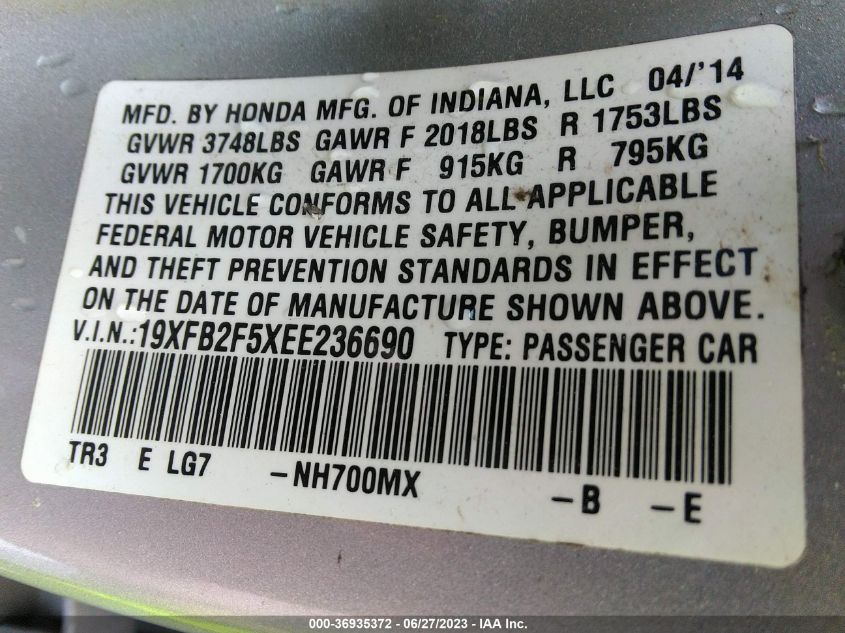 MFD. BY HONDA MFG. OF INDIANA, LLC 04/'14
GVWR 3748LBS GAWR F 2018LBS R 1753LBS
GVWR 1700KG GAWR F 915KG R 795KG
THIS VEHICLE CONFORMS TO ALL APPLICABLE
FEDERAL MOTOR VEHICLE SAFETY, BUMPER,
AND THEFT PREVENTION STANDARDS IN EFFECT
ON THE DATE OF MANUFACTURE SHOWN ABOVE.
V.I.N.:19XFB2F5XEE236690 TYPE: PASSENGER CAR
TR3 E LG7 -NH700MX -B -E
000-36935372 - 06/27/2023 - IAA Inc.